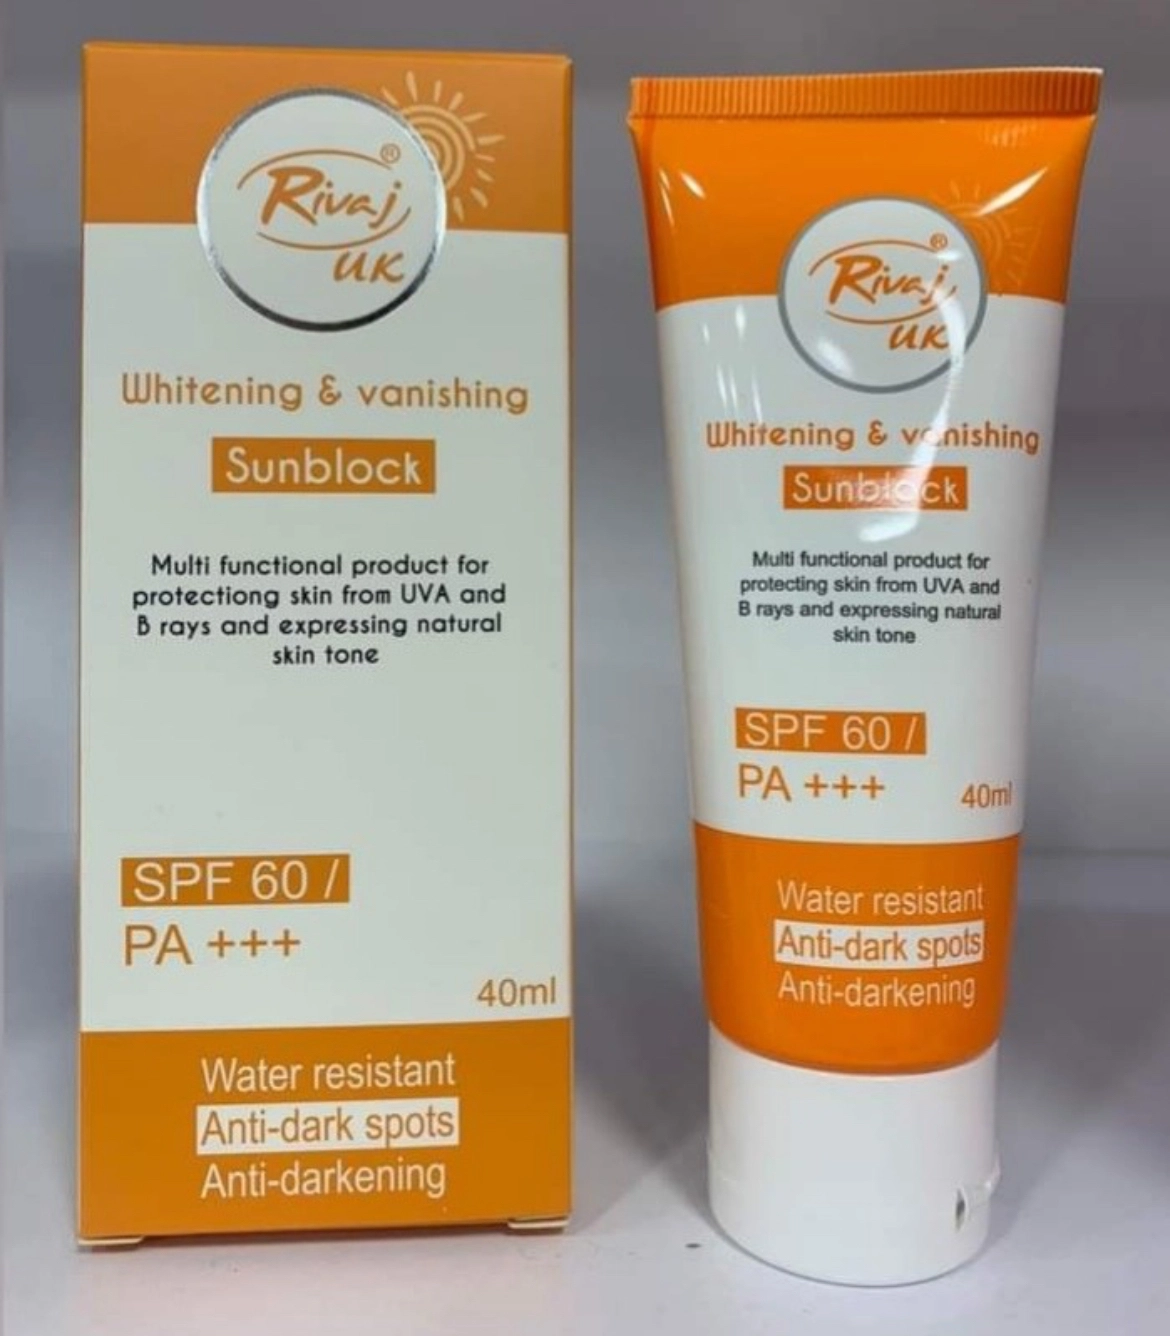 Rivaj®
UK
Whitening & vanishing
Sunblock
Multi functional product for
protectiong skin from UVA and
B rays and expressing natural
skin tone
SPF 60 /
PA +++
40ml
Water resistant
Anti-dark spots
Anti-darkening
Rivaj®
UK
Whitening & vanishing
Sunblock
Multi functional product for
protecting skin from UVA and
B rays and expressing natural
skin tone
SPF 60 /
PA +++
40ml
Water resistant
Anti-dark spots
Anti-darkening